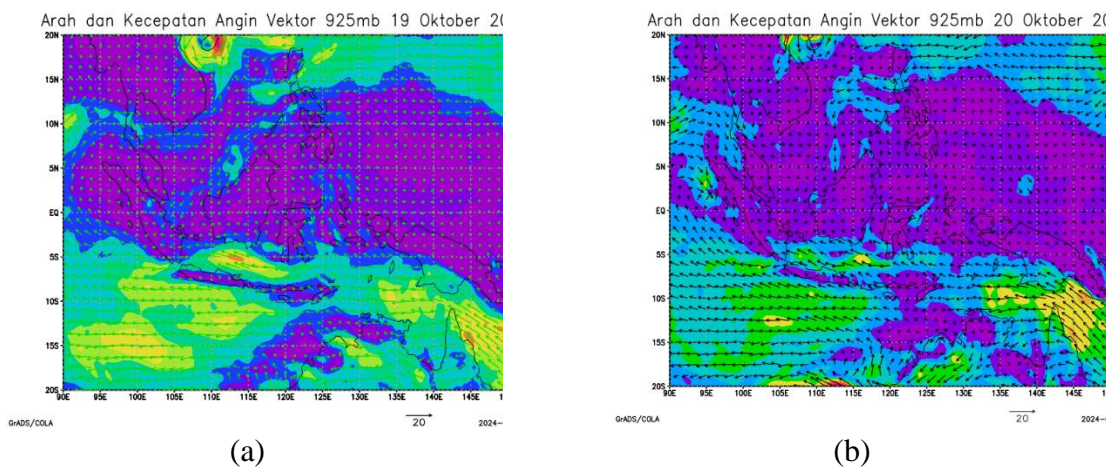 Arah dan Kecepatan Angin Vektor 925mb 19 Oktober 20
20N
15N
10N
5N
EQ
5S
10S
15S
20S
90E 95E 100E 105E 110E 115E 120E 125E 130E 135E 140E 145E
GrADS/COLA
20
2024-
(a)
Arah dan Kecepatan Angin Vektor 925mb 20 Oktober 20
20N
15N
10N
5N
EQ
5S
10S
15S
20S
90E 95E 100E 105E 110E 115E 120E 125E 130E 135E 140E 145E
GrADS/COLA
20
2024-
(b)